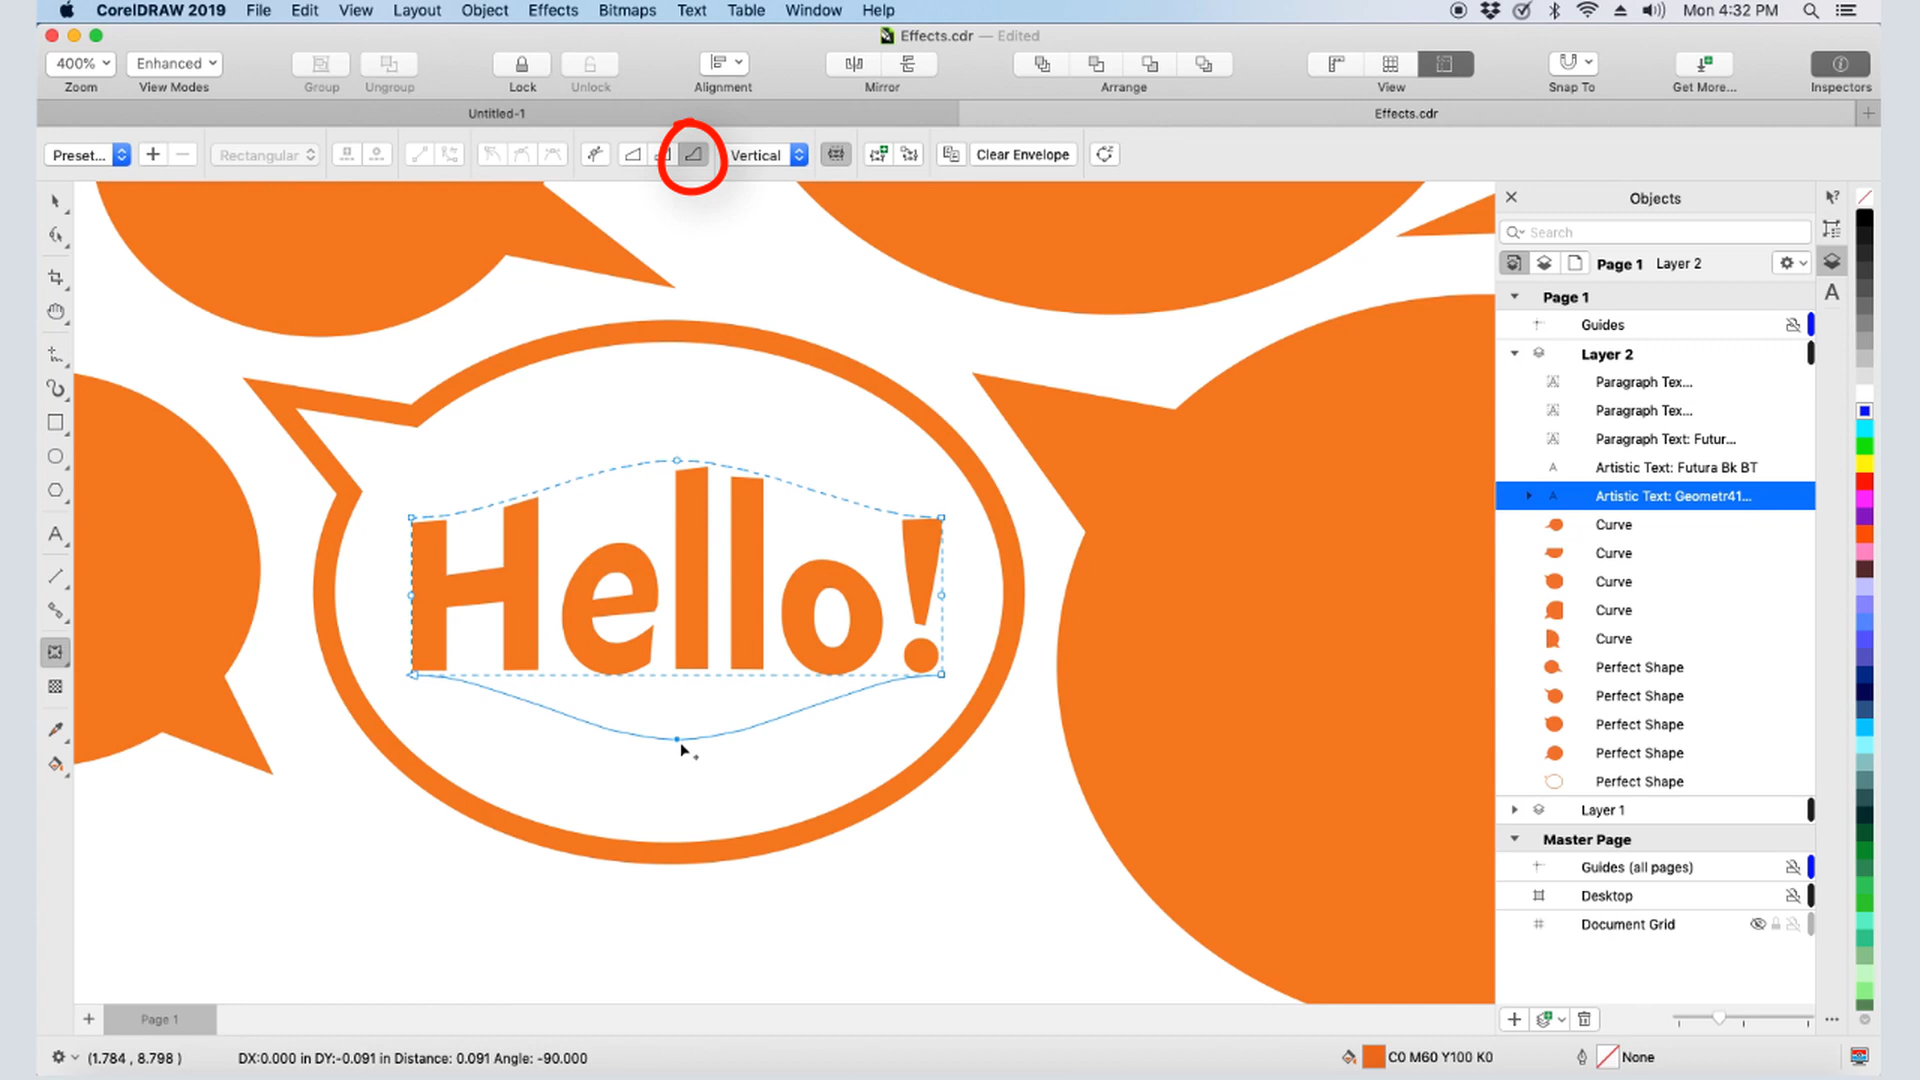 CorelDRAW 2019 File Edit View Layout Object Effects Bitmaps Text Table Window Help Mon 4:32 PM
Effects.cdr — Edited
400% Enhanced
Zoom View Modes Group Ungroup Lock Unlock Alignment Mirror Arrange View Snap To Get More... Inspectors
Untitled-1 Effects.cdr
Preset... Rectangular Vertical Clear Envelope
Objects
Search
Page 1 Layer 2
Page 1
Guides
Layer 2
Paragraph Tex...
Paragraph Tex...
Paragraph Text: Futur...
Artistic Text: Futura Bk BT
Artistic Text: Geometr41...
Curve
Curve
Curve
Curve
Curve
Perfect Shape
Perfect Shape
Perfect Shape
Perfect Shape
Perfect Shape
Layer 1
Master Page
Guides (all pages)
Desktop
Document Grid
Hello!
Page 1
(1.784 , 8.798 ) DX:0.000 in DY:-0.091 in Distance: 0.091 Angle: -90.000 C0 M60 Y100 K0 None